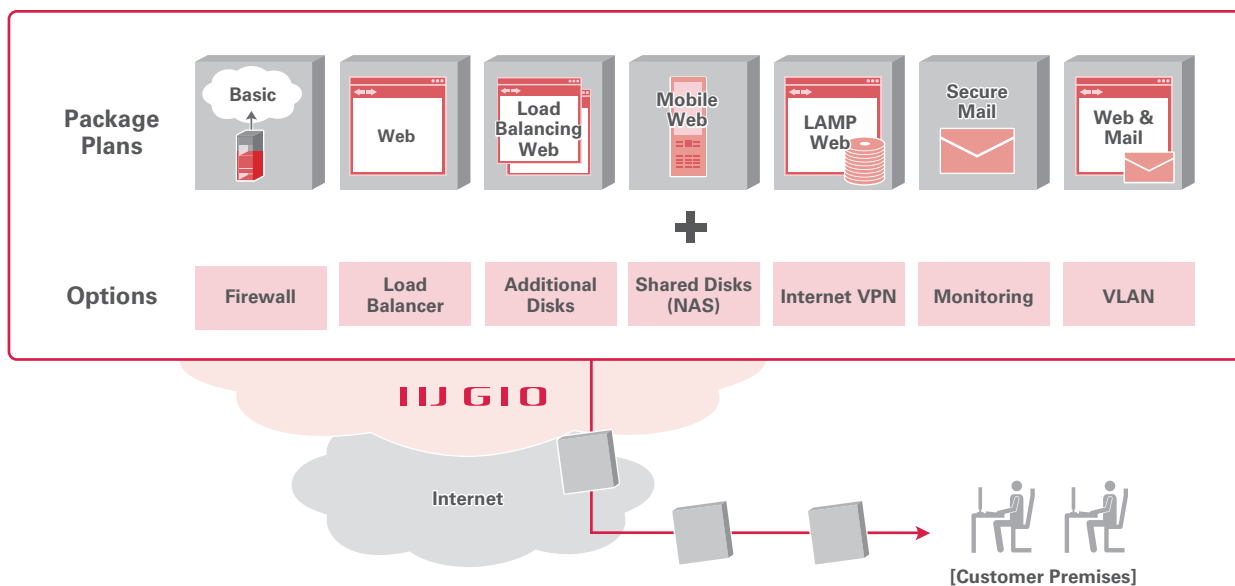 Package
Plans
Basic
Web
Load
Balancing
Web
Mobile
Web
LAMP
Web
Secure
Mail
Web &
Mail
Options
Firewall
Load
Balancer
Additional
Disks
Shared Disks
(NAS)
Internet VPN
Monitoring
VLAN
IIJ GIO
Internet
[Customer Premises]